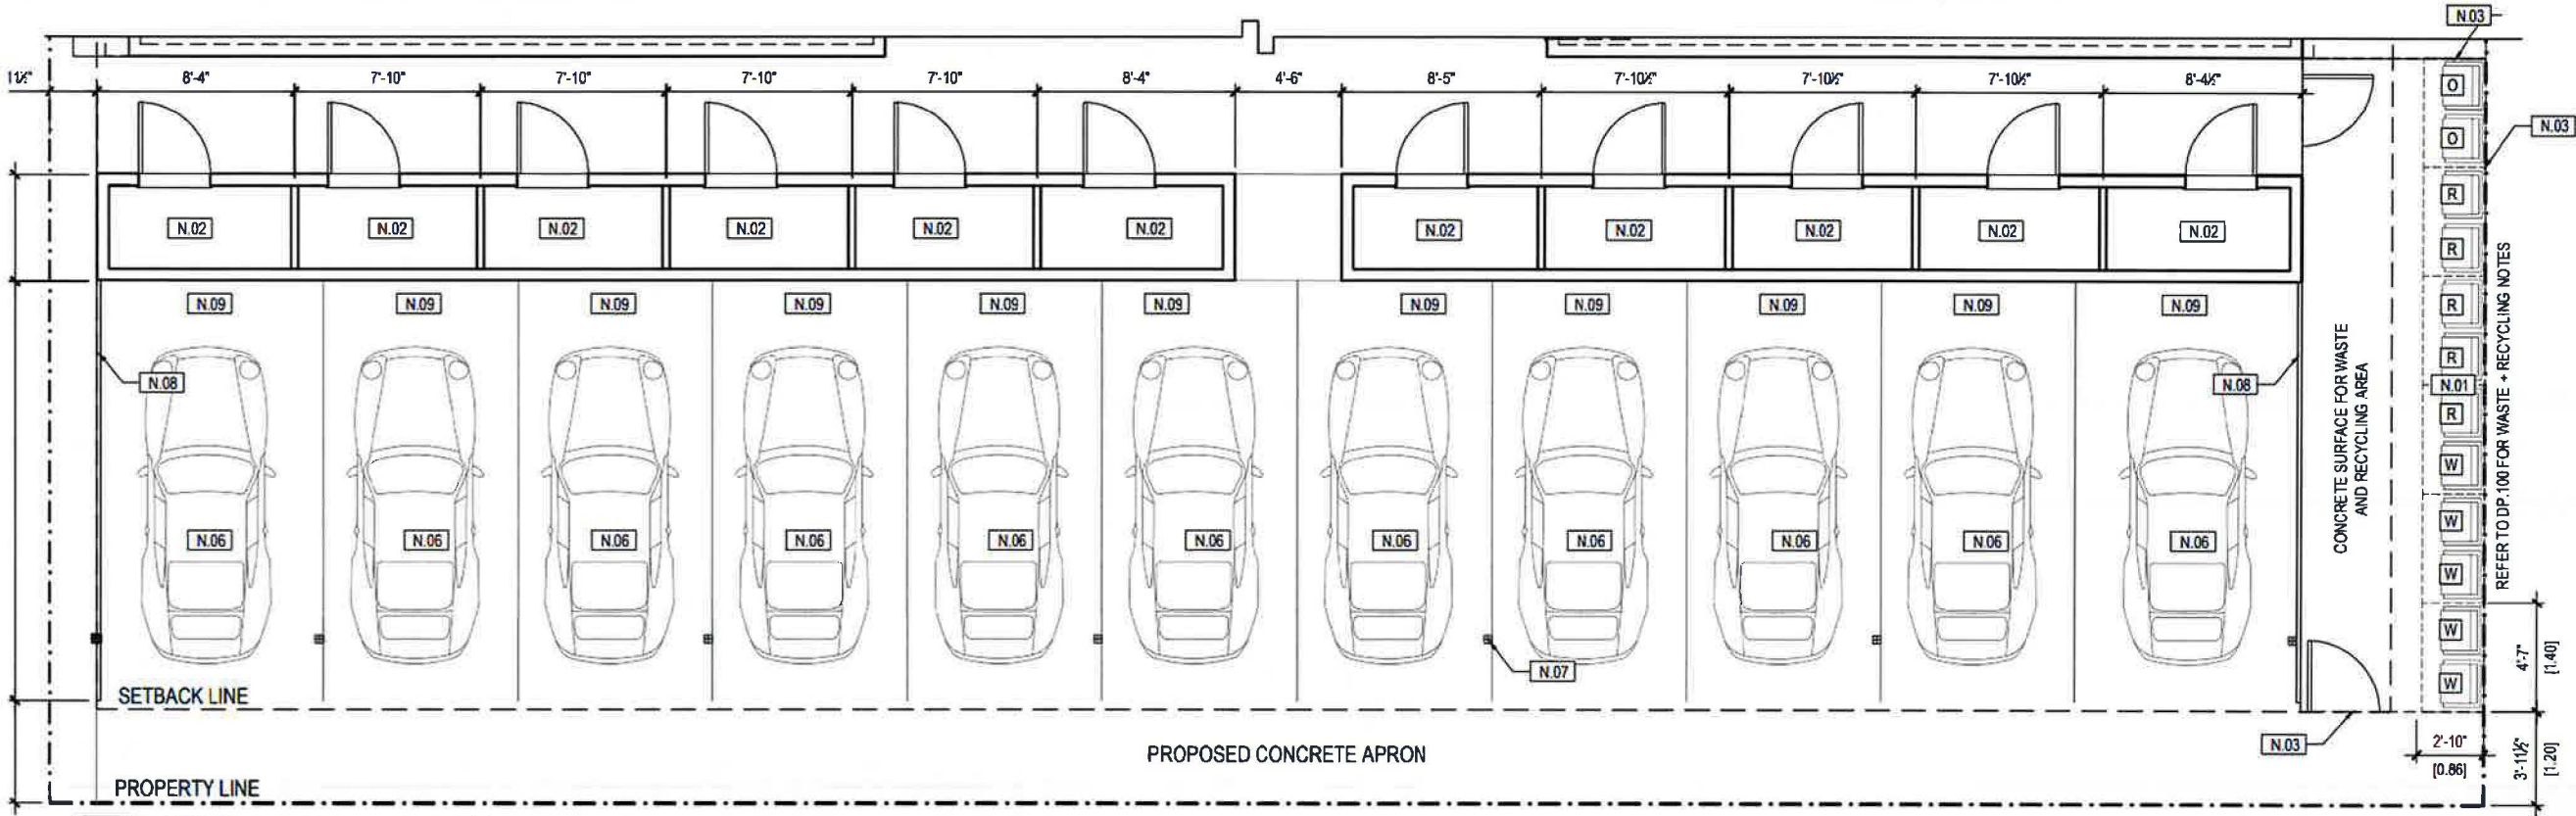 N.03
11½" 8'-4" 7'-10" 7'-10" 7'-10" 7'-10" 8'-4" 4'-6" 8'-5" 7'-10½" 7'-10½" 7'-10½" 8'-4½"
O
N.03
O
R
N.02 N.02 N.02 N.02 N.02 N.02 N.02 N.02 N.02 N.02 N.02
R
N.09 N.09 N.09 N.09 N.09 N.09 N.09 N.09 N.09 N.09 N.09
R
R
N.08 N.08 N.01
R
CONCRETE SURFACE FOR WASTE
AND RECYCLING AREA
REFER TO DP.100 FOR WASTE + RECYCLING NOTES
W
W
N.06 N.06 N.06 N.06 N.06 N.06 N.06 N.06 N.06 N.06 N.06
W
W
N.07
4'-7"
[1.40]
W
SETBACK LINE
PROPOSED CONCRETE APRON
N.03
2'-10"
[0.86]
3'-11½"
[1.20]
PROPERTY LINE